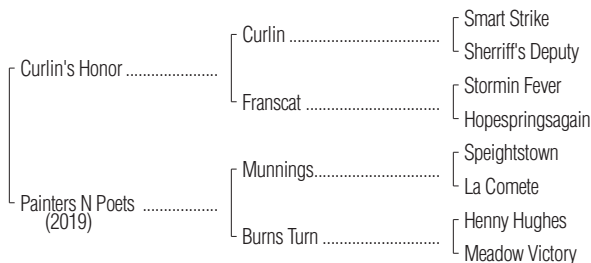 Smart Strike
Curlin ........................................
Sherriff's Deputy
Curlin's Honor ......................
Stormin Fever
Franscat ...................................
Hopespringsagain
Speightstown
Munnings.................................
La Comete
Painters N Poets ..................
(2019)
Henny Hughes
Burns Turn ...............................
Meadow Victory